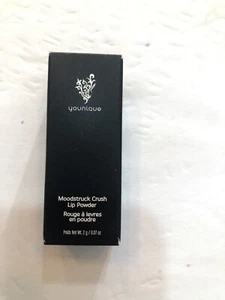 younique
Moodstruck Crush
Lip Powder
Rouge à lèvres
en poudre
Poids Net Wt. 2 g / 0.07 oz